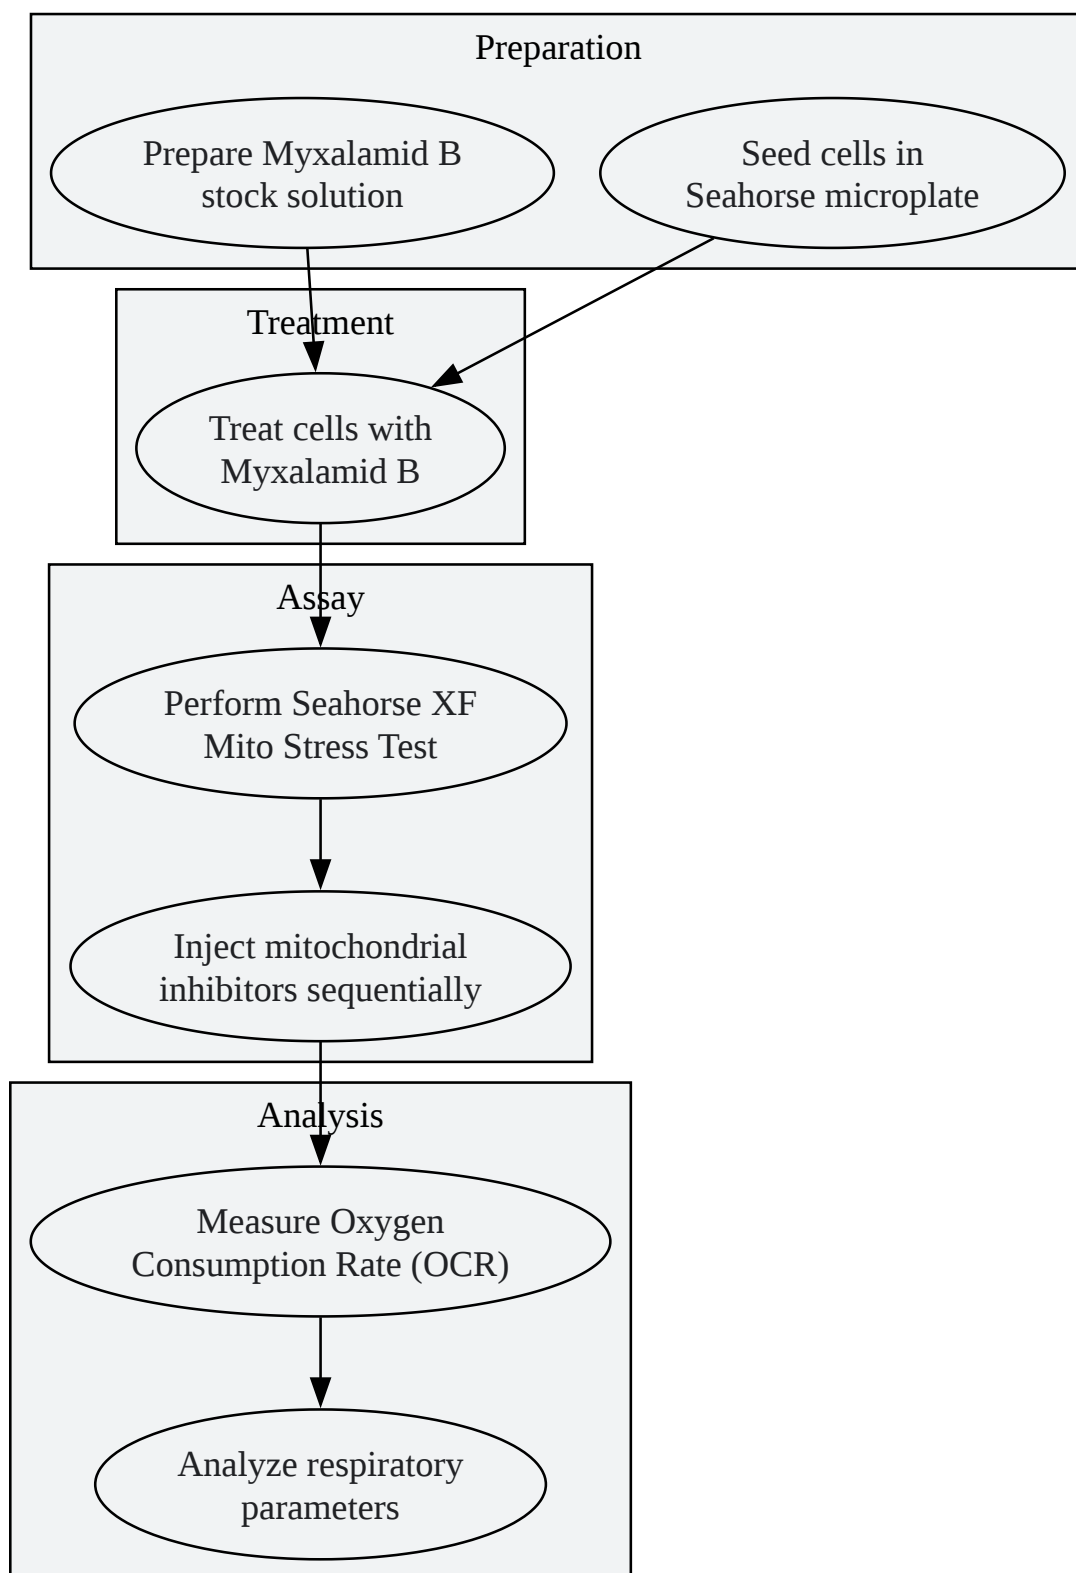 Preparation
Prepare Myxalamid B
stock solution
Seed cells in
Seahorse microplate
Treatment
Treat cells with
Myxalamid B
Assay
Perform Seahorse XF
Mito Stress Test
Inject mitochondrial
inhibitors sequentially
Analysis
Measure Oxygen
Consumption Rate (OCR)
Analyze respiratory
parameters